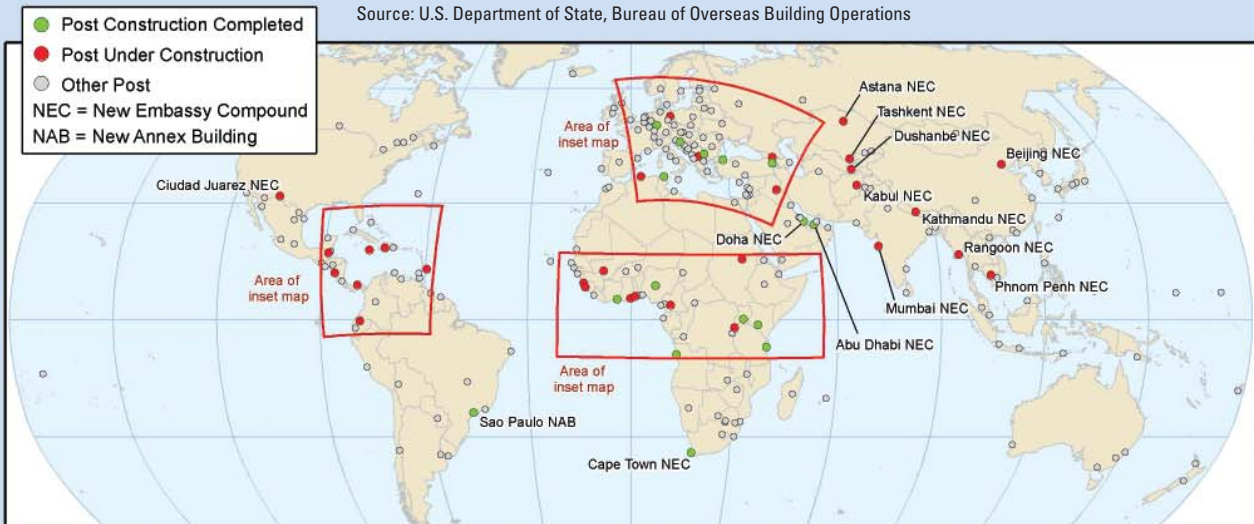 Source: U.S. Department of State, Bureau of Overseas Building Operations
Post Construction Completed
Post Under Construction
Other Post
NEC = New Embassy Compound
NAB = New Annex Building
Area of
inset map
Astana NEC
Tashkent NEC
Dushanbe NEC
Beijing NEC
Ciudad Juarez NEC
Kabul NEC
Kathmandu NEC
Doha NEC
Rangoon NEC
Area of
inset map
Phnom Penh NEC
Mumbai NEC
Abu Dhabi NEC
Area of
inset map
Sao Paulo NAB
Cape Town NEC